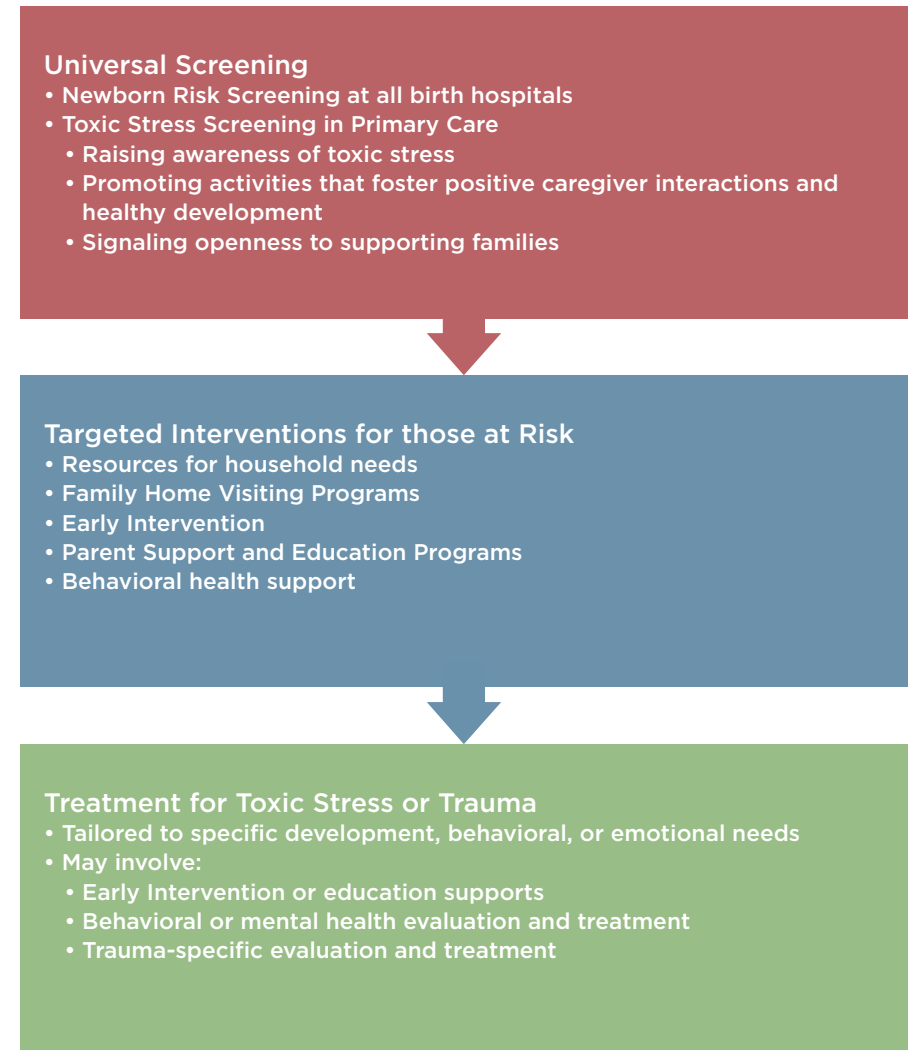 Universal Screening
• Newborn Risk Screening at all birth hospitals
• Toxic Stress Screening in Primary Care
• Raising awareness of toxic stress
• Promoting activities that foster positive caregiver interactions and
healthy development
• Signaling openness to supporting families
Targeted Interventions for those at Risk
• Resources for household needs
• Family Home Visiting Programs
• Early Intervention
• Parent Support and Education Programs
• Behavioral health support
Treatment for Toxic Stress or Trauma
• Tailored to specific development, behavioral, or emotional needs
• May involve:
• Early Intervention or education supports
• Behavioral or mental health evaluation and treatment
• Trauma-specific evaluation and treatment